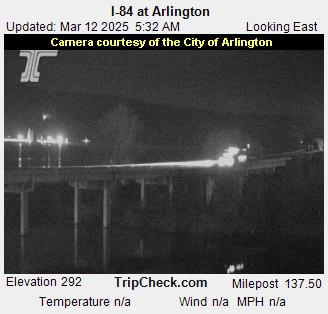 I-84 at Arlington
Updated: Mar 12 2025 5:32 AM Looking East
Camera courtesy of the City of Arlington
Elevation 292 TripCheck.com Milepost 137.50
Temperature n/a Wind n/a MPH n/a